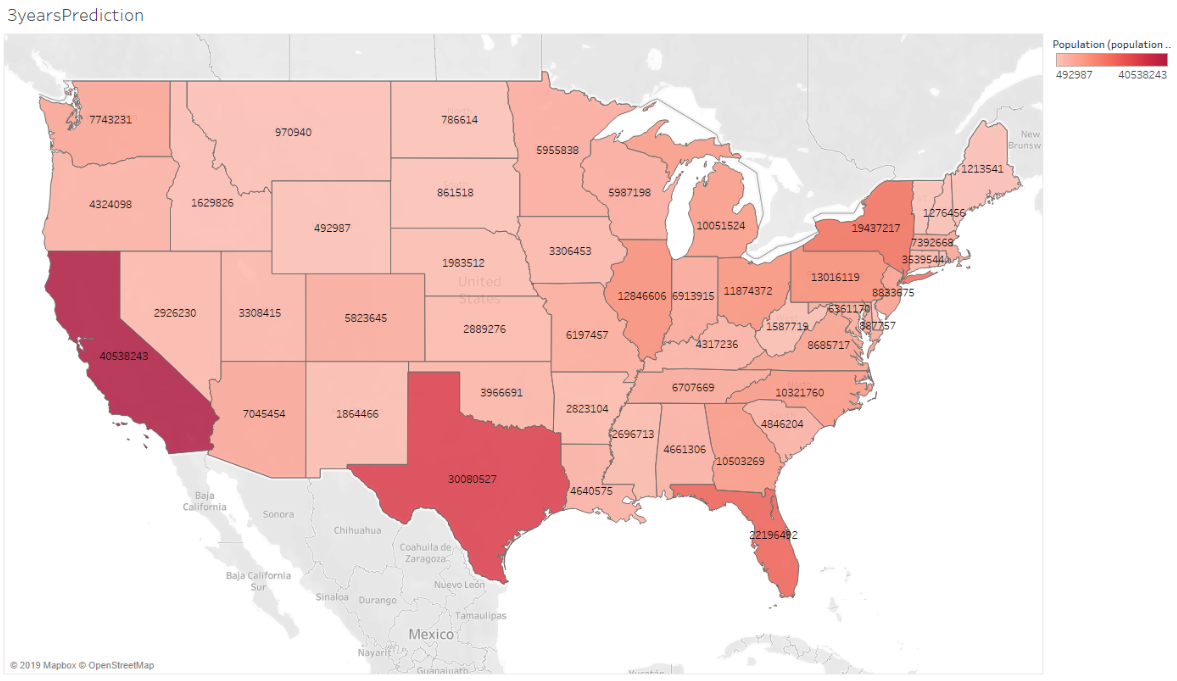 3yearsPrediction
Population (population ..
492987 40538243
7743231
970940
786614
5955838
1213541
New
Brunsw
4324098
1629826
861518
5987198
1276456
492987
10051524
19437217
7392668
3306453
3539544
1983512
United
States
13016119
12846606
6913915
11874372
8833675
2926230
3308415
5823645
6361170
887757
2889276
6197457
1587719
4317236
8685717
40538243
6707669
10321760
3966691
7045454
1864466
2823104
4846204
2696713
4661306
10503269
30080527
4640575
22196492
Baja
California
Sonora
Chihuahua
Coahuila de
Zaragoza
Baja California
Sur
Sinaloa
Durango
Nuevo León
Tamaulipas
Mexico
Nayarit
Guanajuato
Yucatán
© 2019 Mapbox © OpenStreetMap